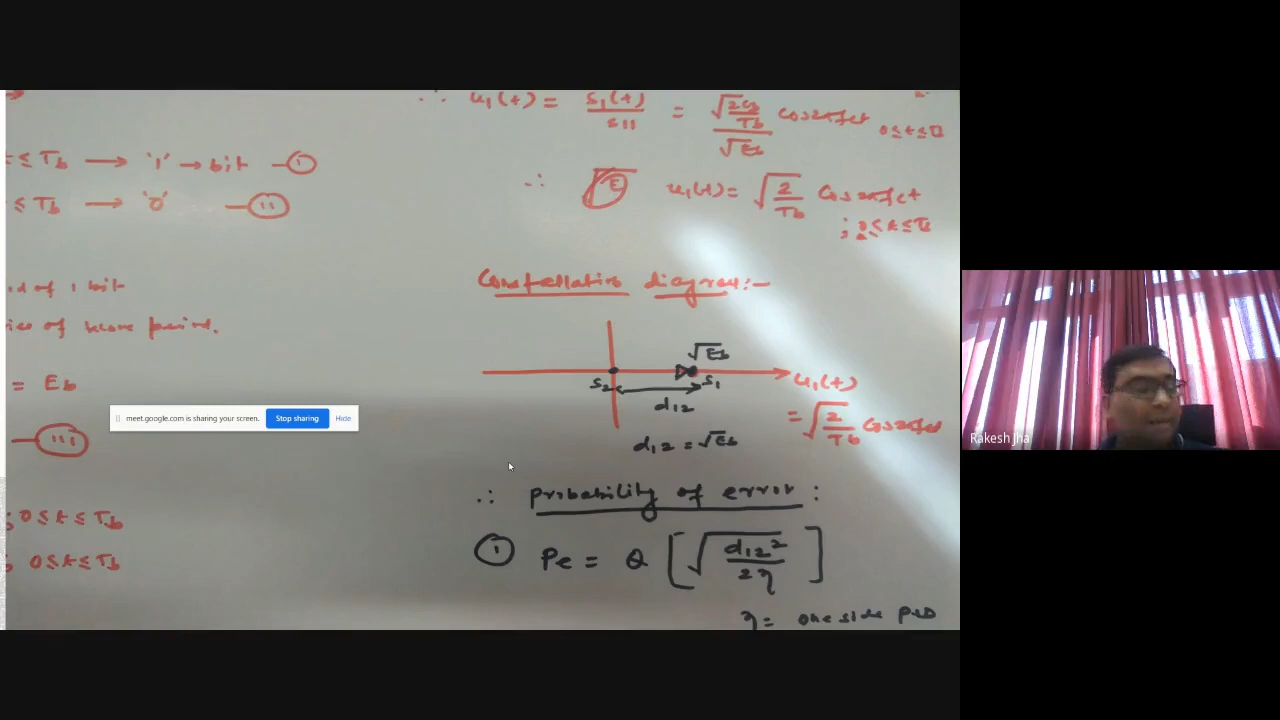 ∴ u₁(t) = s₁(t)/s₁₁ = √(2Eb/Tb) cos2πfct / √Eb 0≤t≤Tb
≤ Tb → '1' → bit —(i)
≤ Tb → '0' —(ii)
∴ u₁(t) = √(2/Tb) cos2πfct
; 0≤t≤Tb
of 1 bit
Constellation diagram:-
√Eb
= Eb
s₂ s₁ u₁(t)
d₁₂
= √(2/Tb) cos2πfct
meet.google.com is sharing your screen. Stop sharing Hide
(iii)
d₁₂ = √Eb
Rakesh Jha
∴ Probability of error :
; 0≤t≤Tb
① Pe = Q [√(d₁₂²/2η)]
; 0≤t≤Tb
η = one side PSD